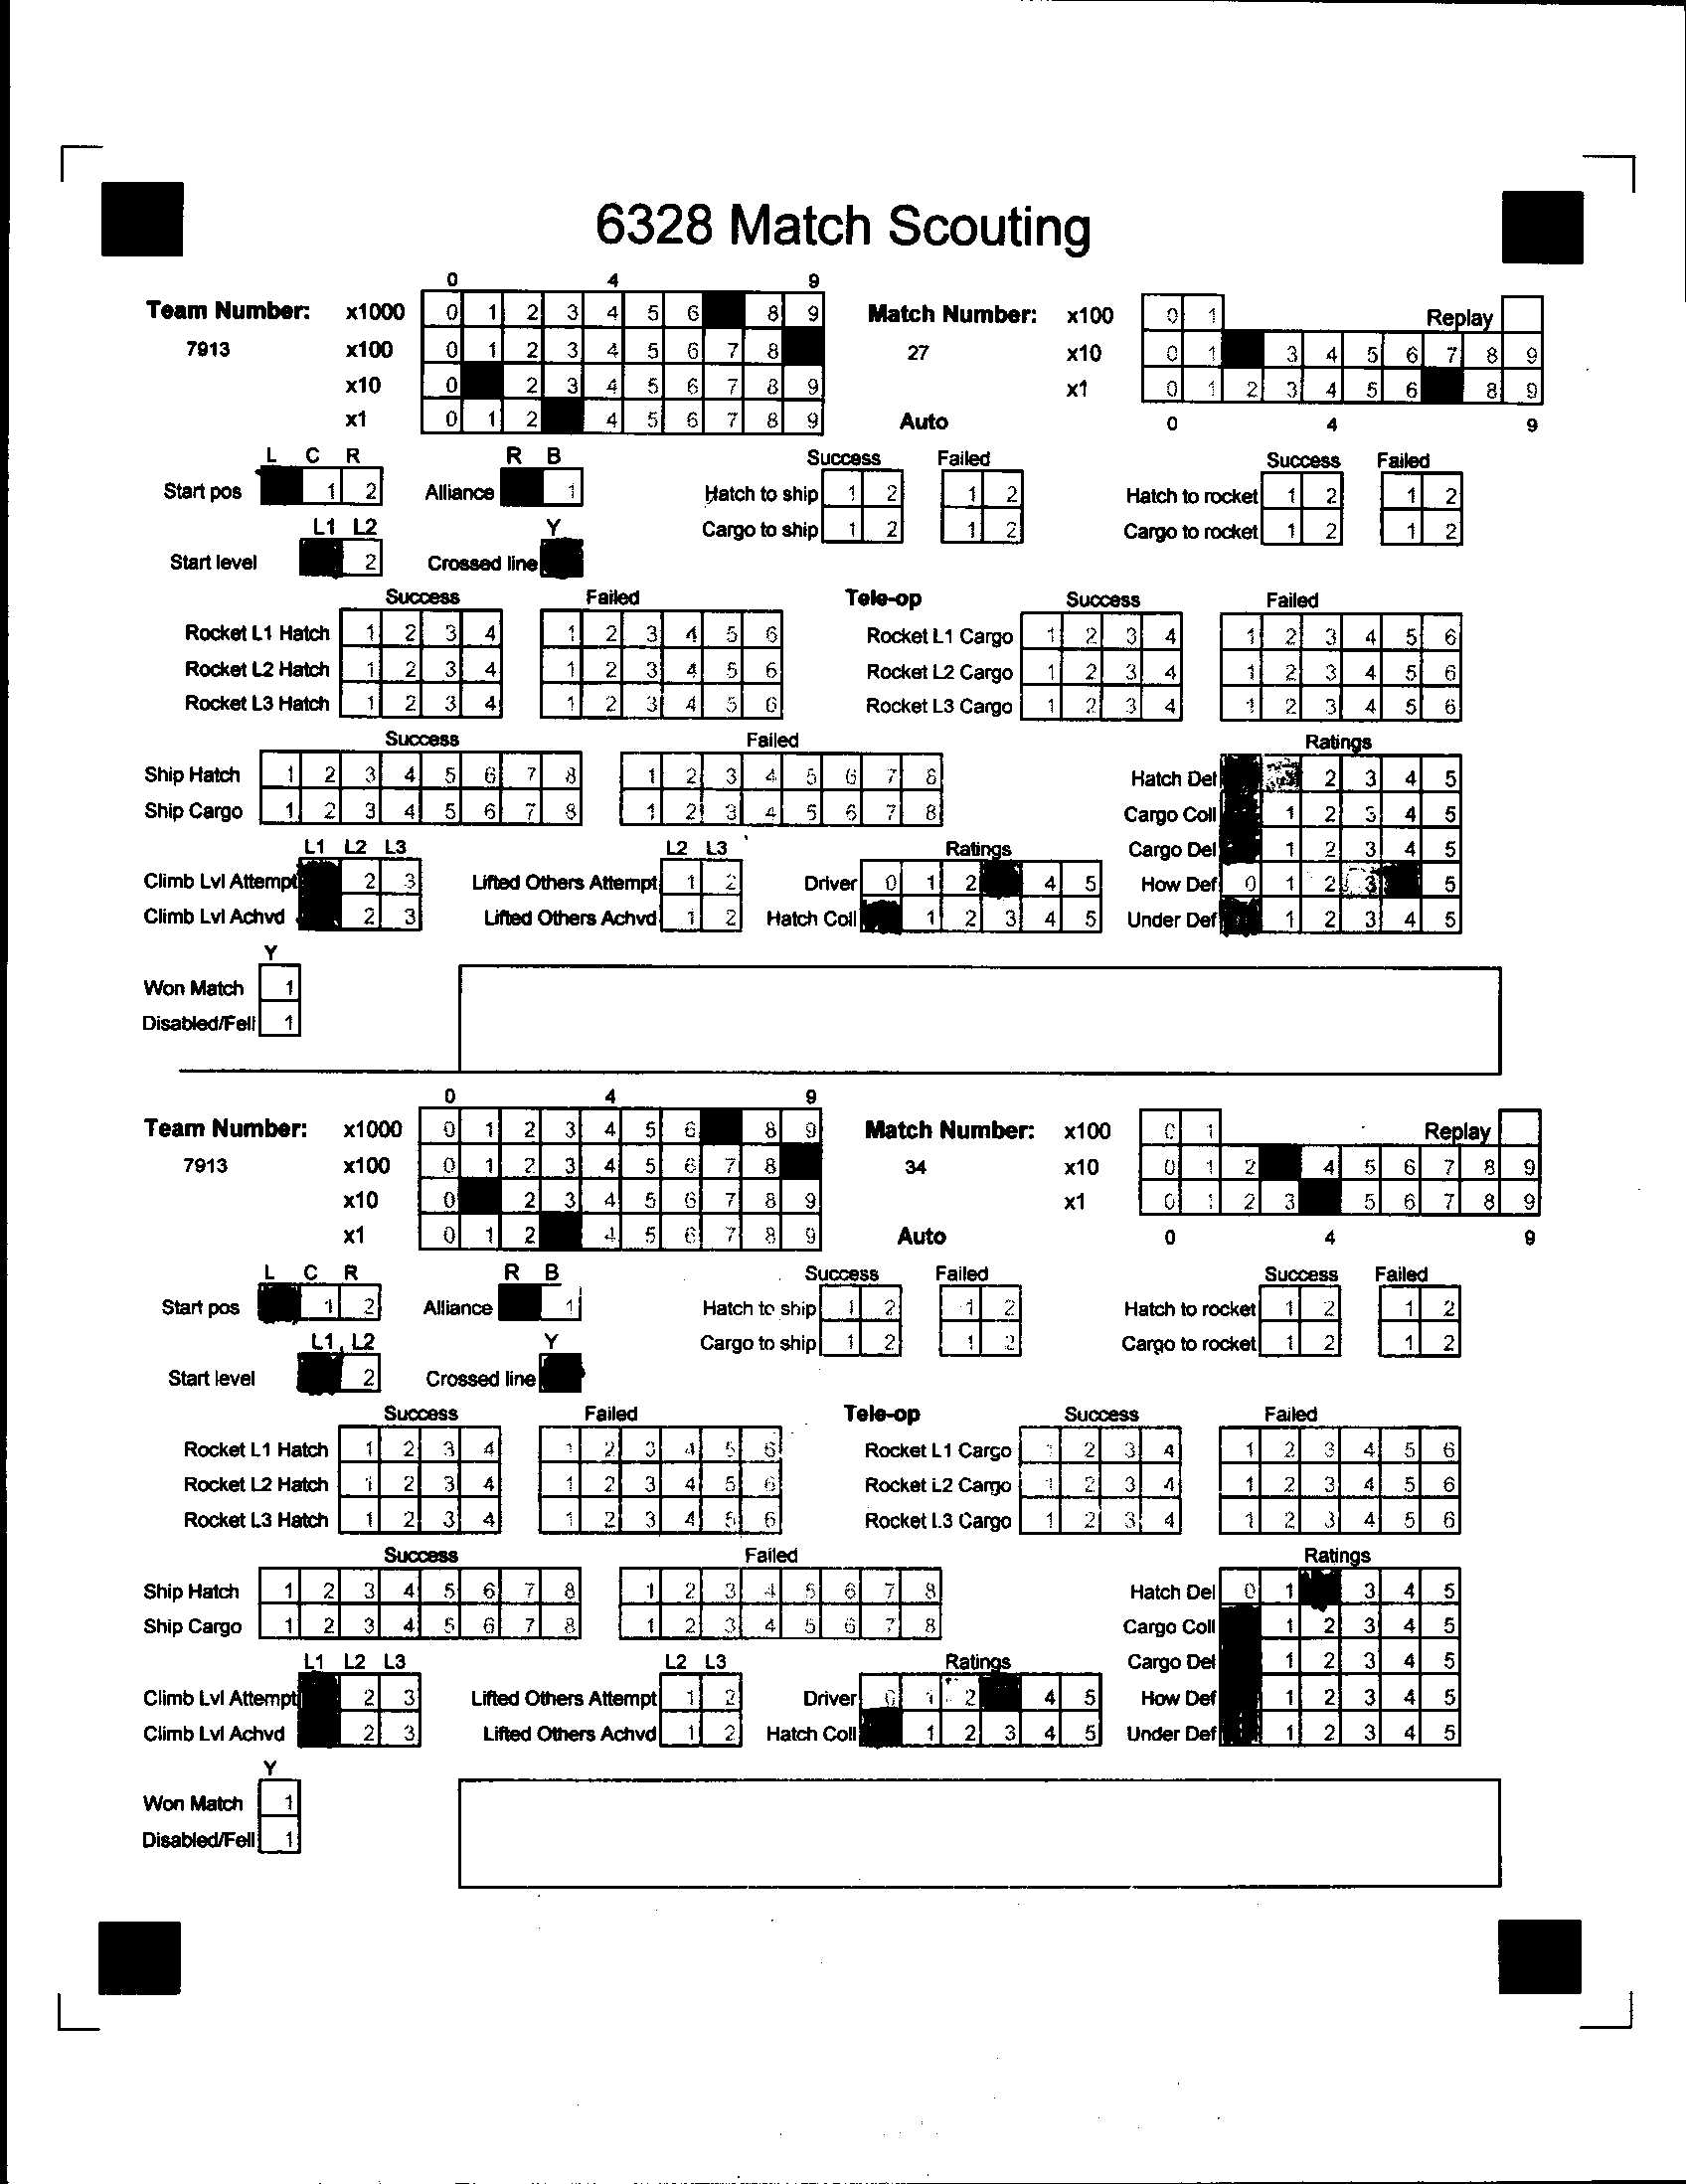 6328 Match Scouting
0 4 9
Team Number: x1000 0 1 2 3 4 5 6 8 9 Match Number: x100 0 1 Replay
7913 x100 0 1 2 3 4 5 6 7 8 27 x10 0 1 3 4 5 6 7 8 9
x10 0 2 3 4 5 6 7 8 9 x1 0 1 2 3 4 5 6 8 9
x1 0 1 2 4 5 6 7 8 9 Auto 0 4 9
L C R R B Success Failed Success Failed
Start pos 1 2 Alliance 1 Hatch to ship 1 2 1 2 Hatch to rocket 1 2 1 2
L1 L2 Y Cargo to ship 1 2 1 2 Cargo to rocket 1 2 1 2
Start level 2 Crossed line
Success Failed Tele-op Success Failed
Rocket L1 Hatch 1 2 3 4 1 2 3 4 5 6 Rocket L1 Cargo 1 2 3 4 1 2 3 4 5 6
Rocket L2 Hatch 1 2 3 4 1 2 3 4 5 6 Rocket L2 Cargo 1 2 3 4 1 2 3 4 5 6
Rocket L3 Hatch 1 2 3 4 1 2 3 4 5 6 Rocket L3 Cargo 1 2 3 4 1 2 3 4 5 6
Success Failed Ratings
Ship Hatch 1 2 3 4 5 6 7 8 1 2 3 4 5 6 7 8 Hatch Del 2 3 4 5
Ship Cargo 1 2 3 4 5 6 7 8 1 2 3 4 5 6 7 8 Cargo Coll 1 2 3 4 5
L1 L2 L3 L2 L3 Ratings Cargo Del 1 2 3 4 5
Climb Lvl Attempt 2 3 Lifted Others Attempt 1 2 Driver 0 1 2 4 5 How Def 0 1 2 3 5
Climb Lvl Achvd 2 3 Lifted Others Achvd 1 2 Hatch Coll 1 2 3 4 5 Under Def 1 2 3 4 5
Y
Won Match 1
Disabled/Fell 1
0 4 9
Team Number: x1000 0 1 2 3 4 5 6 8 9 Match Number: x100 0 1 Replay
7913 x100 0 1 2 3 4 5 6 7 8 34 x10 0 1 2 4 5 6 7 8 9
x10 0 2 3 4 5 6 7 8 9 x1 0 1 2 3 5 6 7 8 9
x1 0 1 2 4 5 6 7 8 9 Auto 0 4 9
L C R R B Success Failed Success Failed
Start pos 1 2 Alliance 1 Hatch to ship 1 2 1 2 Hatch to rocket 1 2 1 2
L1 L2 Y Cargo to ship 1 2 1 2 Cargo to rocket 1 2 1 2
Start level 2 Crossed line
Success Failed Tele-op Success Failed
Rocket L1 Hatch 1 2 3 4 1 2 3 4 5 6 Rocket L1 Cargo 1 2 3 4 1 2 3 4 5 6
Rocket L2 Hatch 1 2 3 4 1 2 3 4 5 6 Rocket L2 Cargo 1 2 3 4 1 2 3 4 5 6
Rocket L3 Hatch 1 2 3 4 1 2 3 4 5 6 Rocket L3 Cargo 1 2 3 4 1 2 3 4 5 6
Success Failed Ratings
Ship Hatch 1 2 3 4 5 6 7 8 1 2 3 4 5 6 7 8 Hatch Del 0 1 3 4 5
Ship Cargo 1 2 3 4 5 6 7 8 1 2 3 4 5 6 7 8 Cargo Coll 1 2 3 4 5
L1 L2 L3 L2 L3 Ratings Cargo Del 1 2 3 4 5
Climb Lvl Attempt 2 3 Lifted Others Attempt 1 2 Driver 0 1 2 4 5 How Def 1 2 3 4 5
Climb Lvl Achvd 2 3 Lifted Others Achvd 1 2 Hatch Coll 1 2 3 4 5 Under Def 1 2 3 4 5
Y
Won Match 1
Disabled/Fell 1